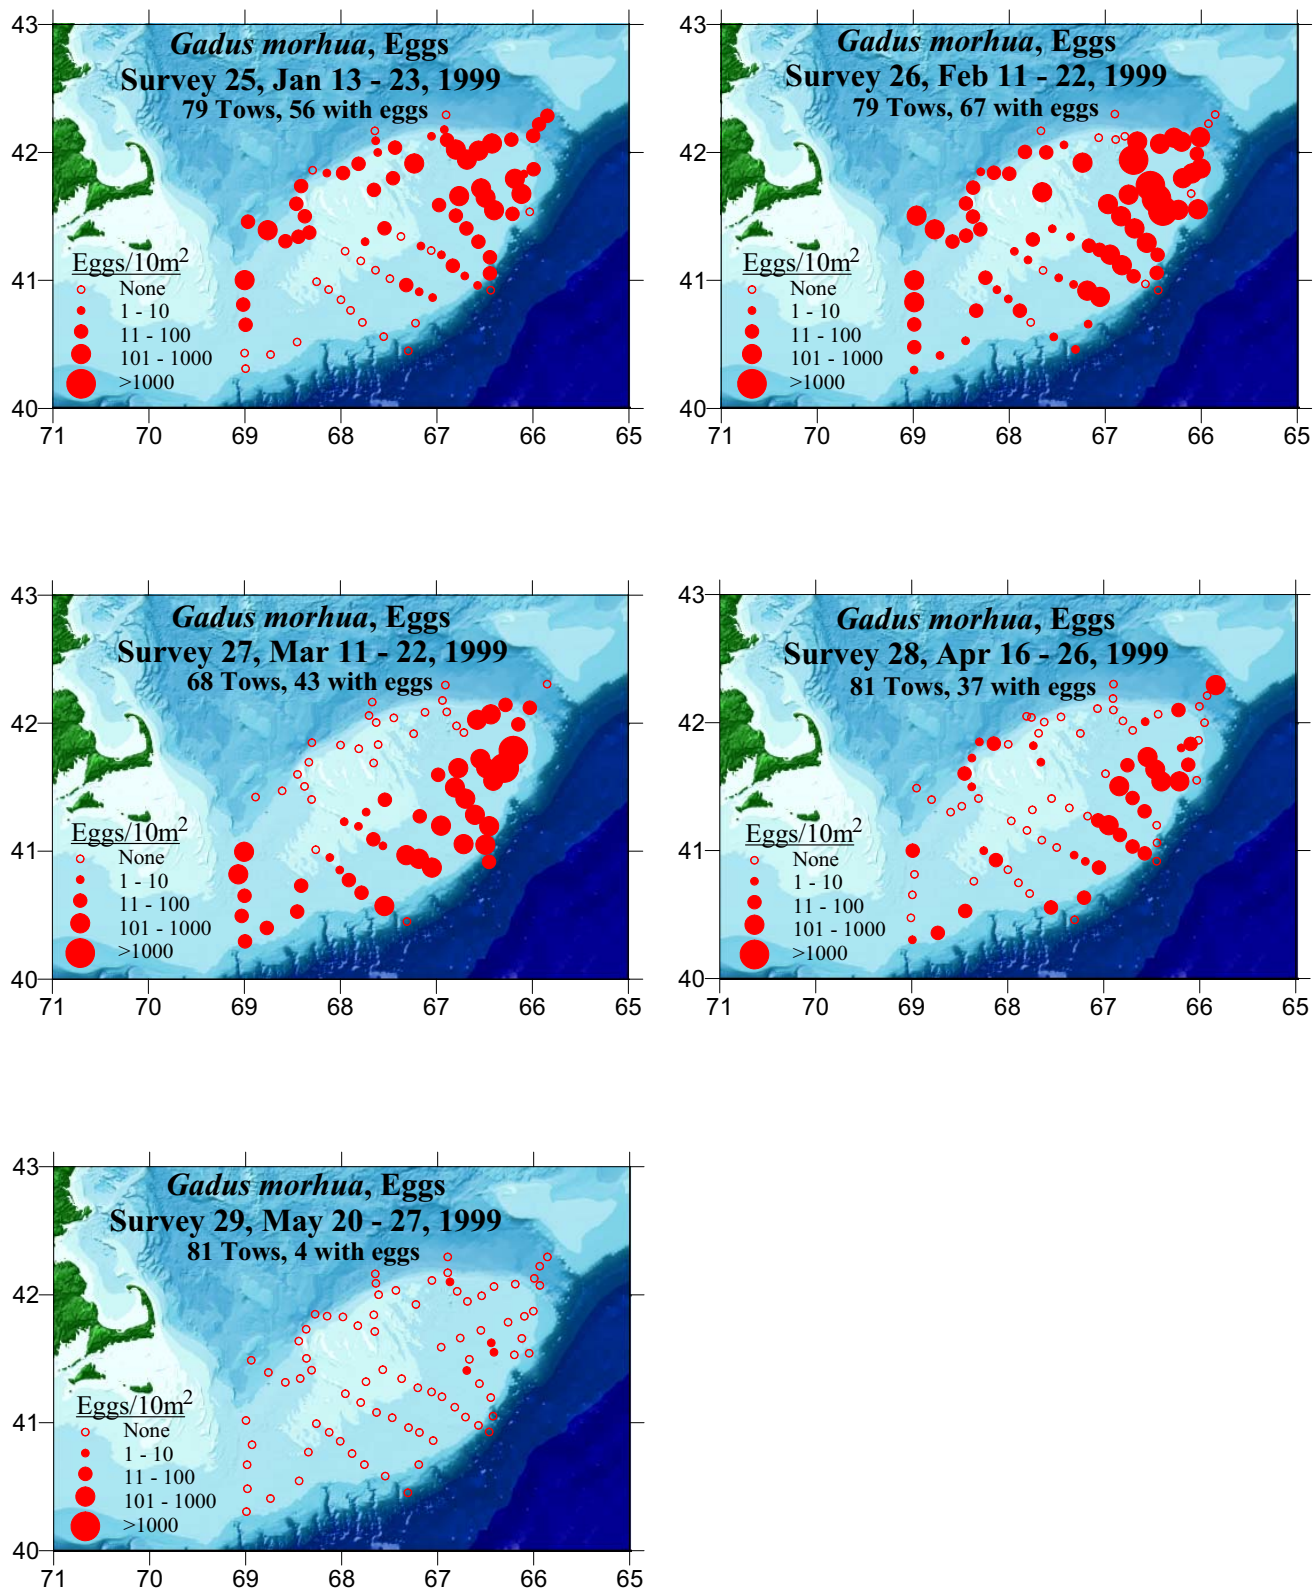 43
42
41
40
71 70 69 68 67 66 65
Gadus morhua, Eggs
Survey 25, Jan 13 - 23, 1999
79 Tows, 56 with eggs
Eggs/10m²
None
1 - 10
11 - 100
101 - 1000
>1000
43
42
41
40
71 70 69 68 67 66 65
Gadus morhua, Eggs
Survey 26, Feb 11 - 22, 1999
79 Tows, 67 with eggs
Eggs/10m²
None
1 - 10
11 - 100
101 - 1000
>1000
43
42
41
40
71 70 69 68 67 66 65
Gadus morhua, Eggs
Survey 27, Mar 11 - 22, 1999
68 Tows, 43 with eggs
Eggs/10m²
None
1 - 10
11 - 100
101 - 1000
>1000
43
42
41
40
71 70 69 68 67 66 65
Gadus morhua, Eggs
Survey 28, Apr 16 - 26, 1999
81 Tows, 37 with eggs
Eggs/10m²
None
1 - 10
11 - 100
101 - 1000
>1000
43
42
41
40
71 70 69 68 67 66 65
Gadus morhua, Eggs
Survey 29, May 20 - 27, 1999
81 Tows, 4 with eggs
Eggs/10m²
None
1 - 10
11 - 100
101 - 1000
>1000